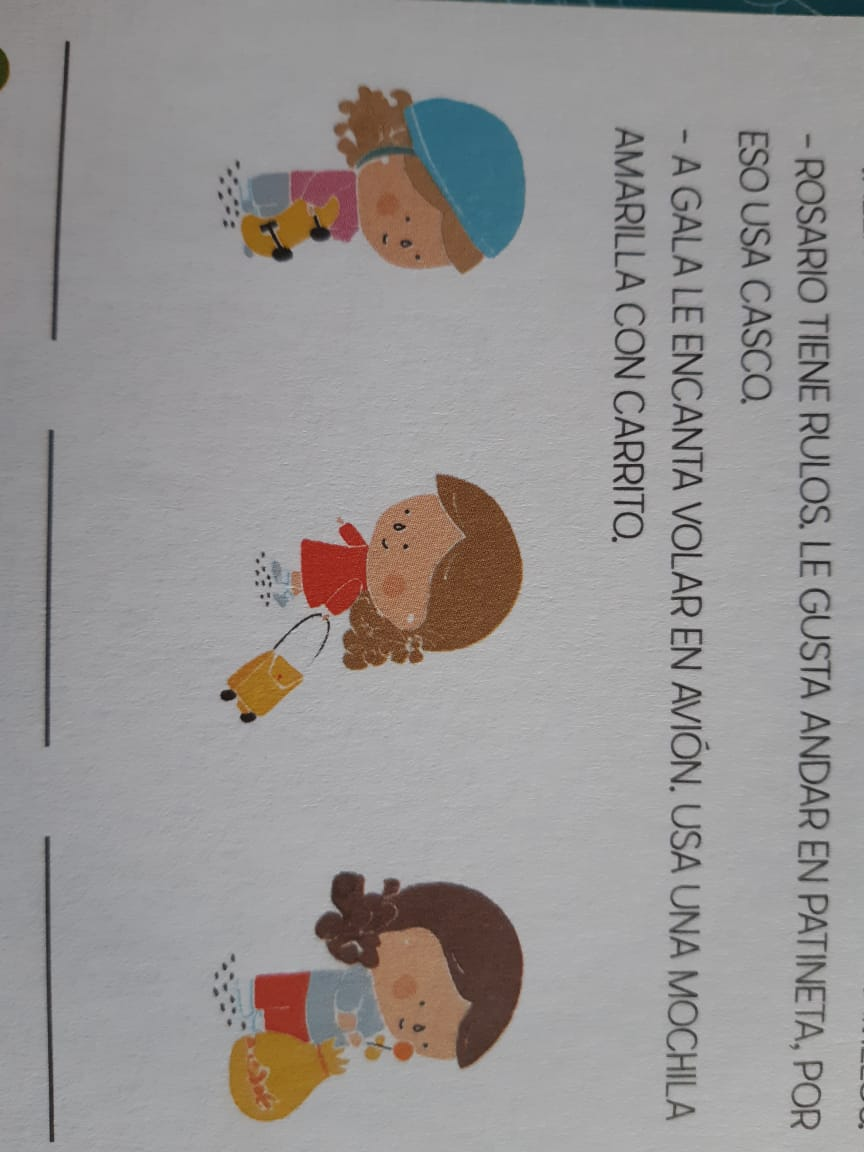 - ROSARIO TIENE RULOS. LE GUSTA ANDAR EN PATINETA, POR
ESO USA CASCO.
- A GALA LE ENCANTA VOLAR EN AVIÓN. USA UNA MOCHILA
AMARILLA CON CARRITO.